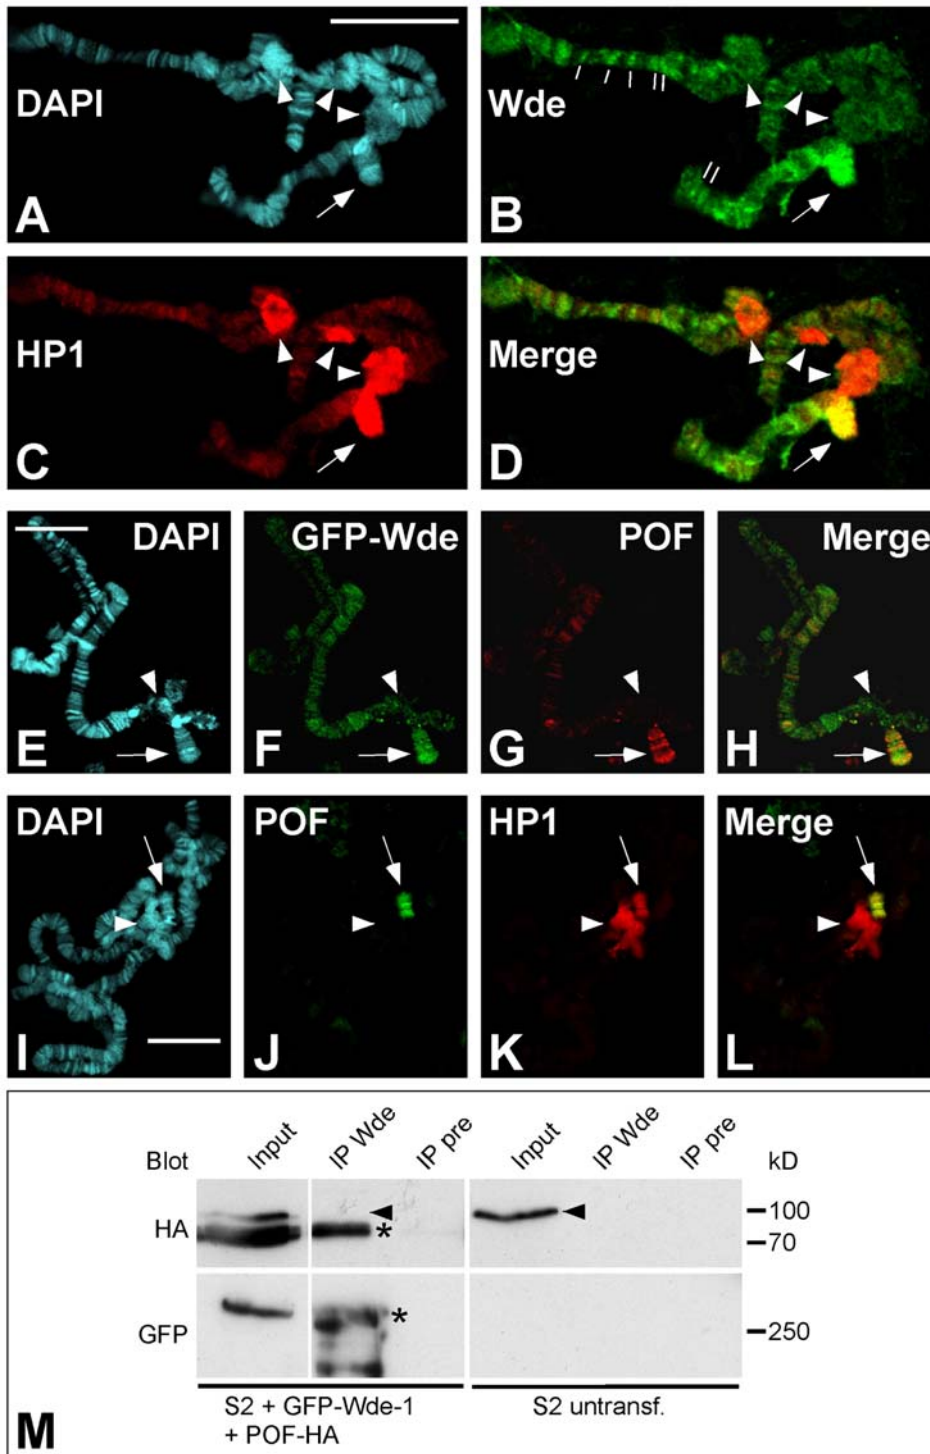 DAPI
A
Wde
B
HP1
C
Merge
D
DAPI
E
GFP-Wde
F
POF
G
Merge
H
DAPI
I
POF
J
HP1
K
Merge
L
Blot Input IP Wde IP pre Input IP Wde IP pre kD
HA * 100
70
GFP * 250
S2 + GFP-Wde-1
+ POF-HA
S2 untransf.
M